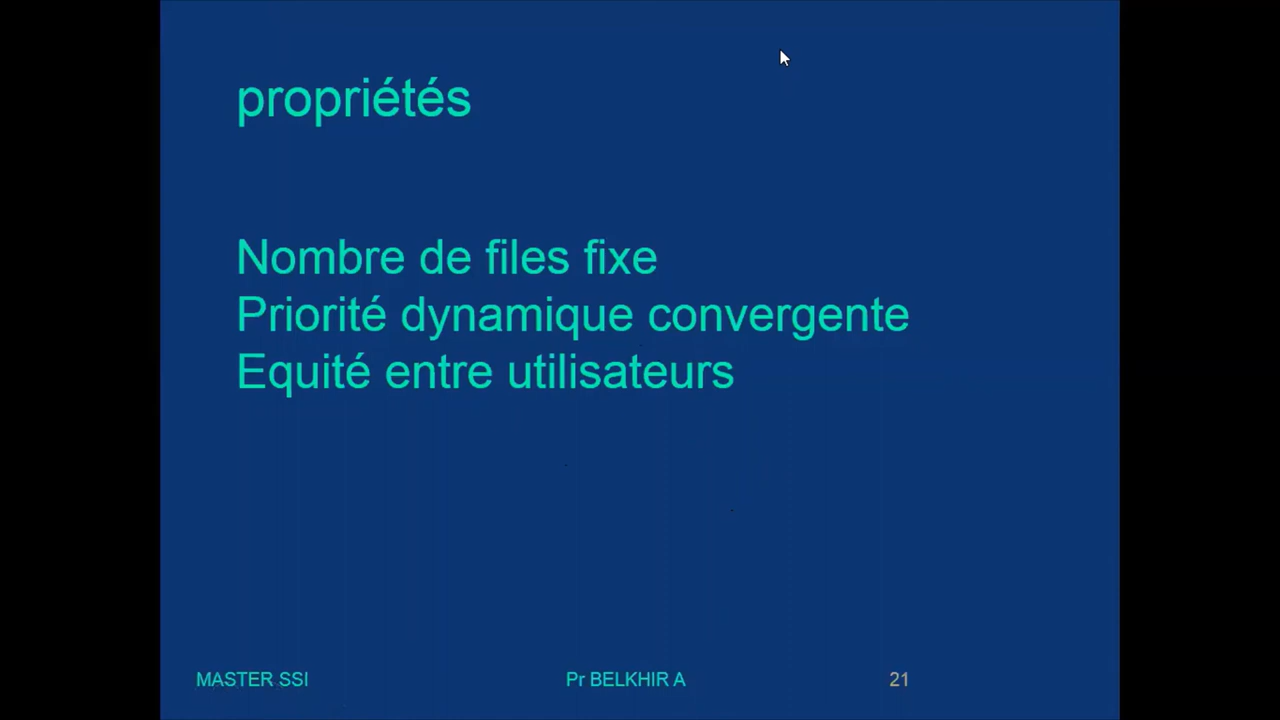 propriétés
Nombre de files fixe
Priorité dynamique convergente
Equité entre utilisateurs
MASTER SSI
Pr BELKHIR A
21